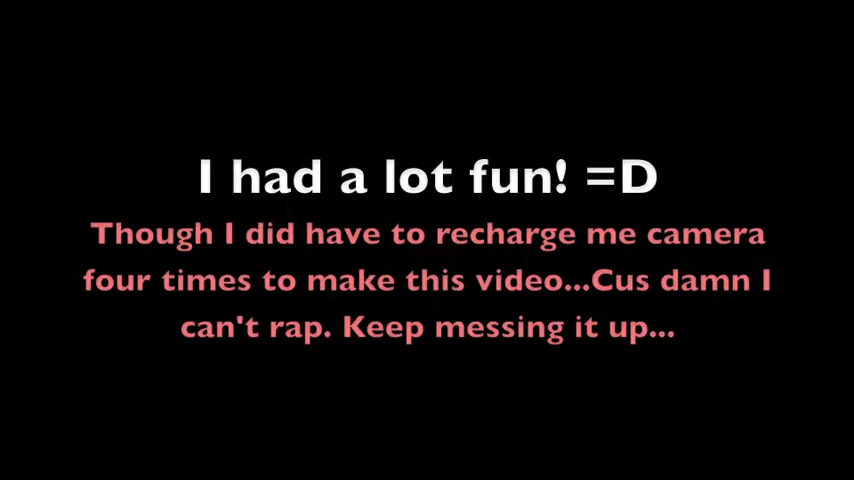 I had a lot fun! =D
Though I did have to recharge me camera
four times to make this video...Cus damn I
can't rap. Keep messing it up...